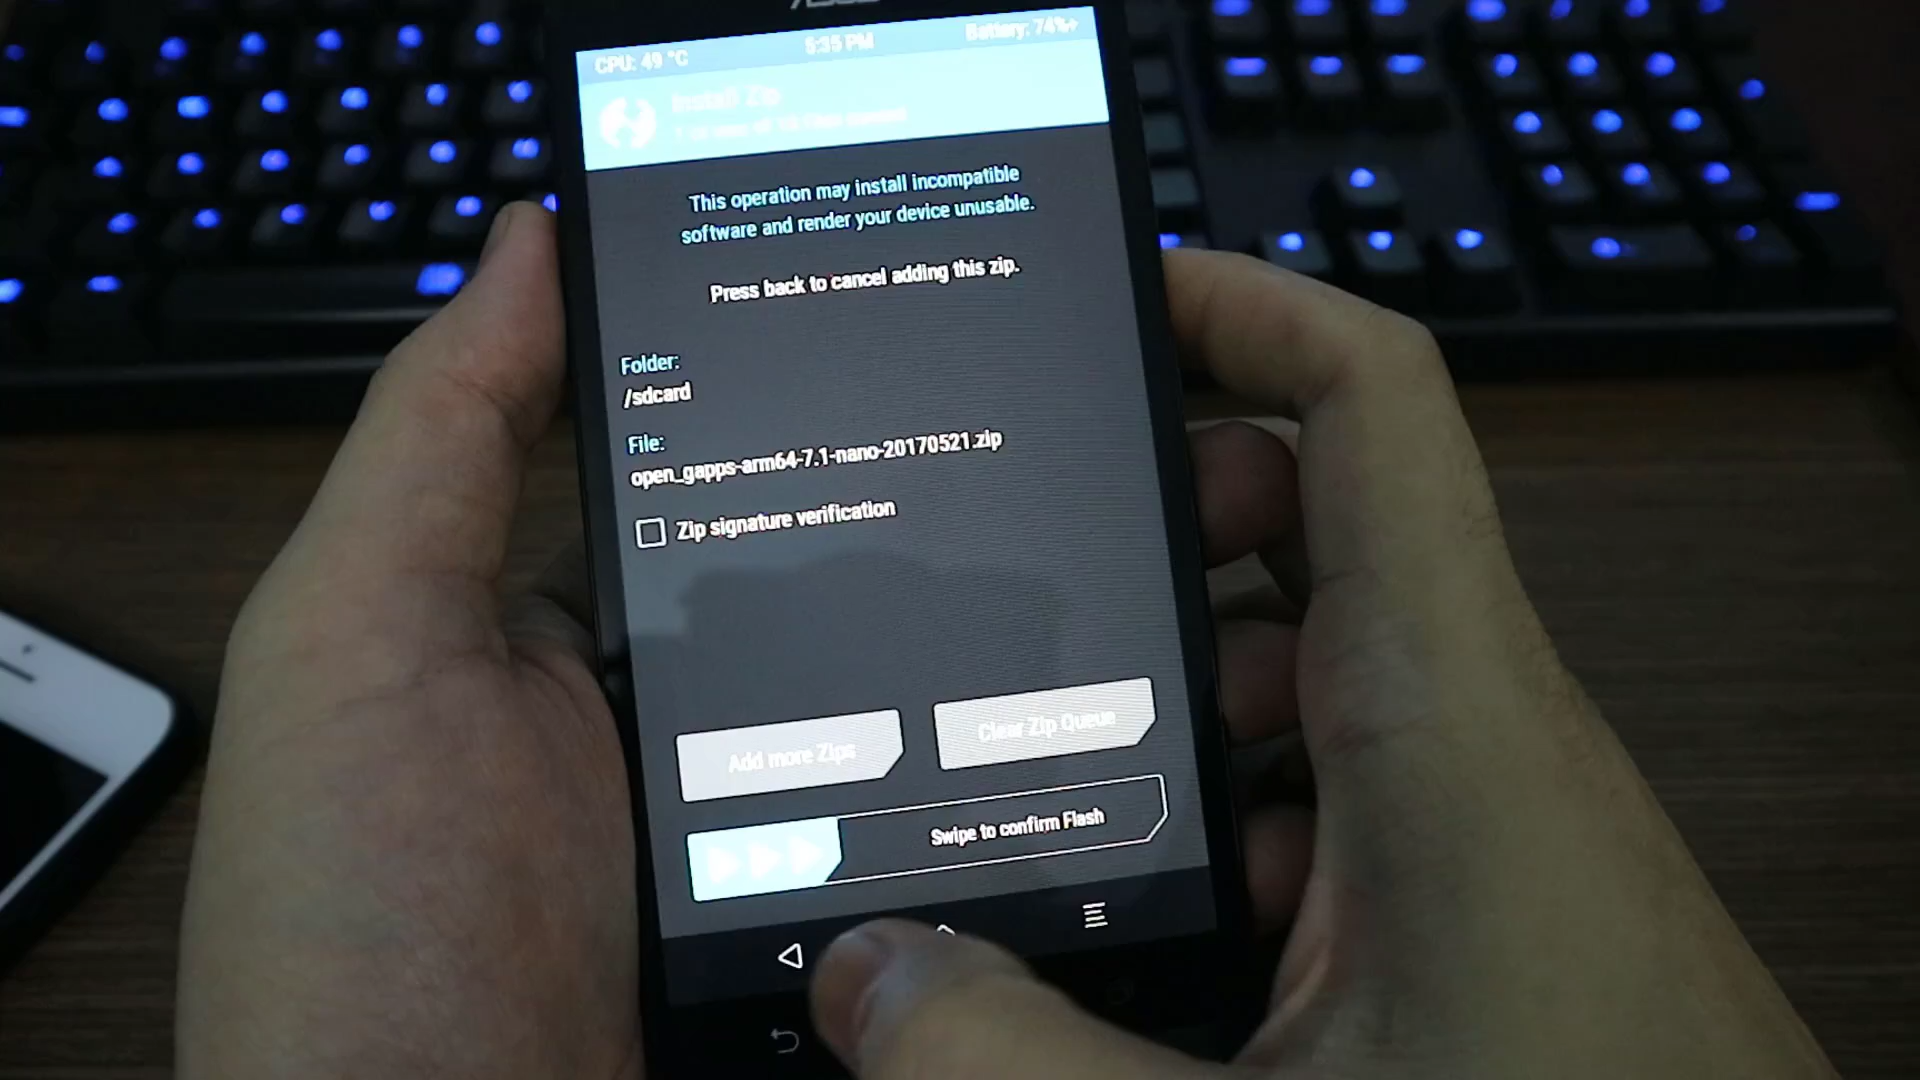 CPU: 49 °C
5:35 PM
Battery: 74%+
Install Zip
This operation may install incompatible
software and render your device unusable.
Press back to cancel adding this zip.
Folder:
/sdcard
File:
open_gapps-arm64-7.1-nano-20170521.zip
Zip signature verification
Add more Zips
Clear Zip Queue
Swipe to confirm Flash